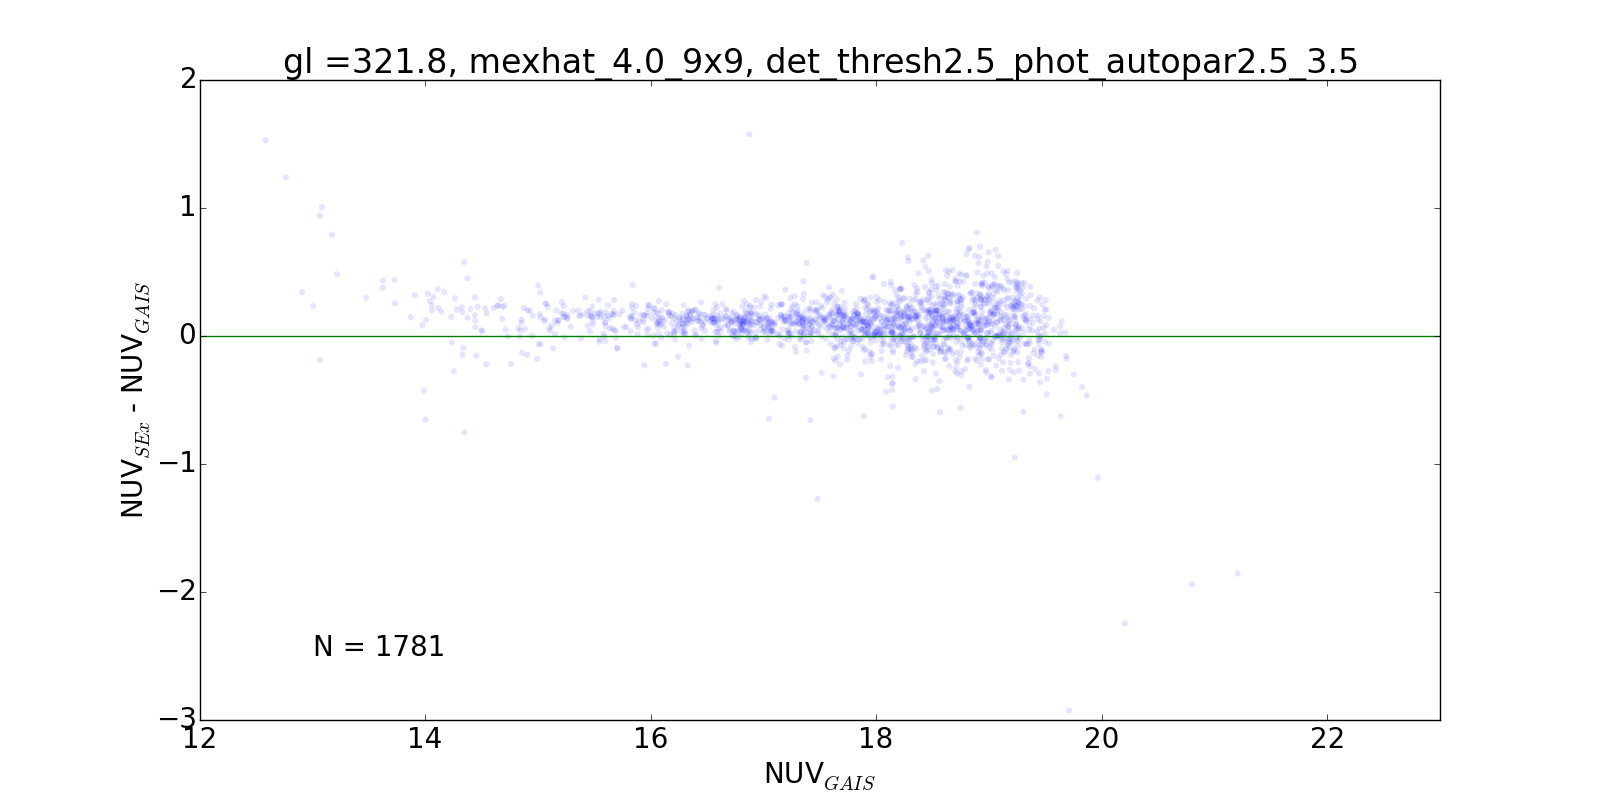 gl =321.8, mexhat_4.0_9x9, det_thresh2.5_phot_autopar2.5_3.5
2
1
0
−1
−2
−3
NUV_SEx - NUV_GAIS
N = 1781
12 14 16 18 20 22
NUV_GAIS